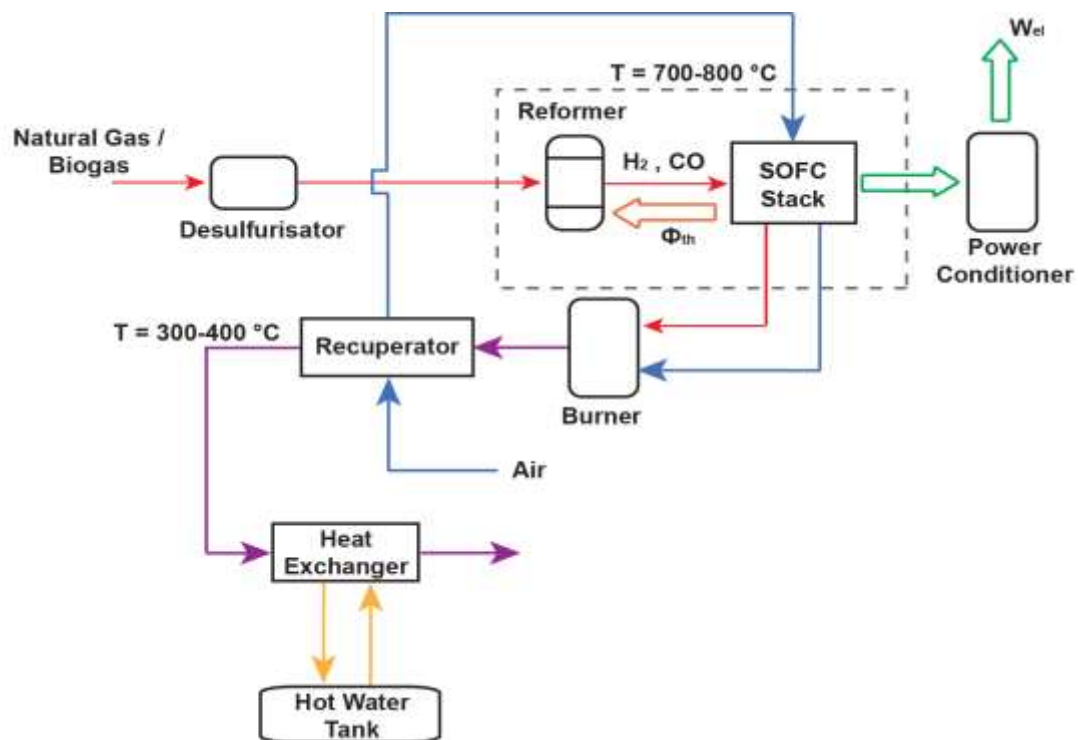 Wel
T = 700-800 °C
Reformer
Natural Gas /
Biogas
H2 , CO
SOFC
Stack
Desulfurisator
Φth
Power
Conditioner
T = 300-400 °C
Recuperator
Burner
Air
Heat
Exchanger
Hot Water
Tank